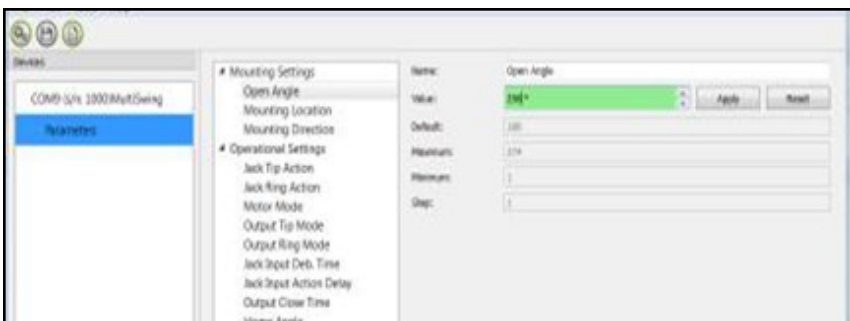 Devices
COM9 (s/n: 1000)MultiSwing
Parameters
Mounting Settings
Open Angle
Mounting Location
Mounting Direction
Operational Settings
Jack Tip Action
Jack Ring Action
Motor Mode
Output Tip Mode
Output Ring Mode
Jack Input Deb. Time
Jack Input Action Delay
Output Close Time
Name: Open Angle
Value: Apply Reset
Default:
Maximum:
Minimum: 1
Step: 1